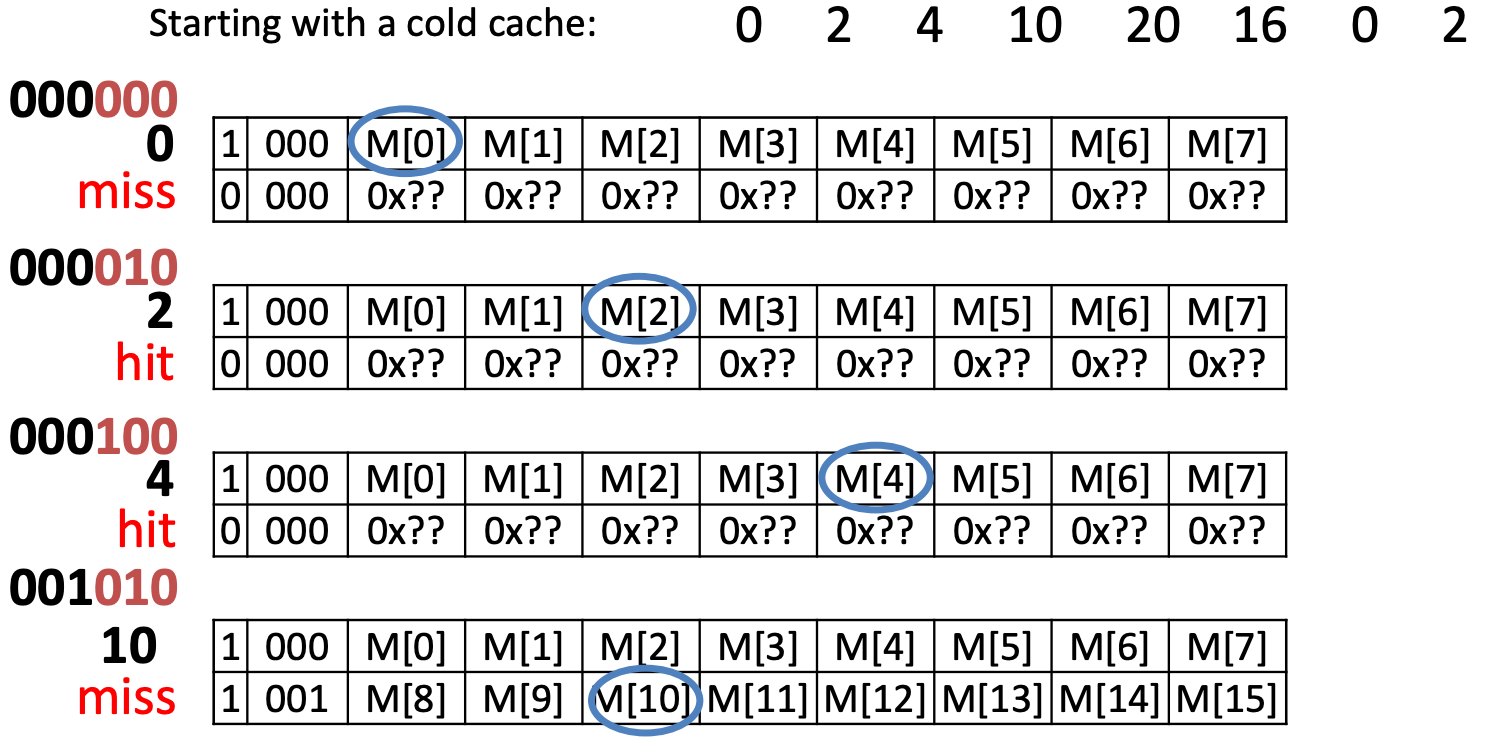 Starting with a cold cache: 0 2 4 10 20 16 0 2
000000
0 1 000 M[0] M[1] M[2] M[3] M[4] M[5] M[6] M[7]
miss 0 000 0x?? 0x?? 0x?? 0x?? 0x?? 0x?? 0x?? 0x??
000010
2 1 000 M[0] M[1] M[2] M[3] M[4] M[5] M[6] M[7]
hit 0 000 0x?? 0x?? 0x?? 0x?? 0x?? 0x?? 0x?? 0x??
000100
4 1 000 M[0] M[1] M[2] M[3] M[4] M[5] M[6] M[7]
hit 0 000 0x?? 0x?? 0x?? 0x?? 0x?? 0x?? 0x?? 0x??
001010
10 1 000 M[0] M[1] M[2] M[3] M[4] M[5] M[6] M[7]
miss 1 001 M[8] M[9] M[10] M[11] M[12] M[13] M[14] M[15]